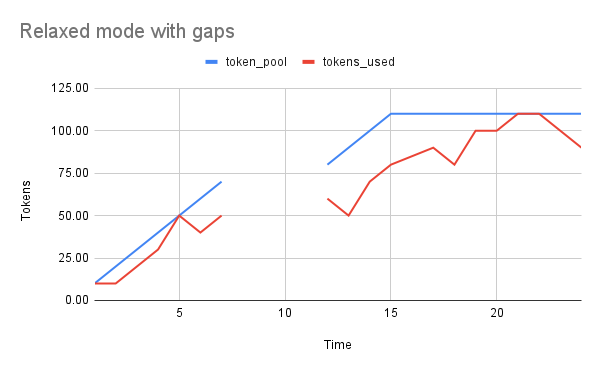 Relaxed mode with gaps
token_pool tokens_used
125.00
100.00
75.00
50.00
25.00
0.00
Tokens
5 10 15 20
Time